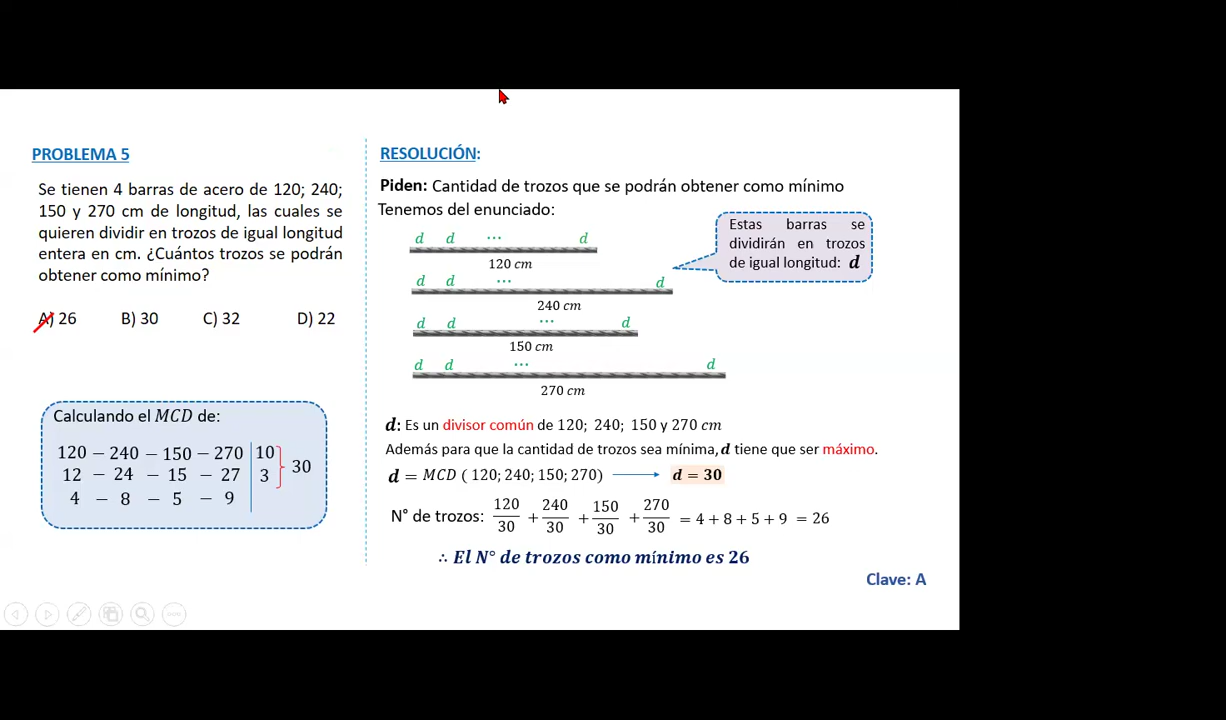 PROBLEMA 5
Se tienen 4 barras de acero de 120; 240;
150 y 270 cm de longitud, las cuales se
quieren dividir en trozos de igual longitud
entera en cm. ¿Cuántos trozos se podrán
obtener como mínimo?
A) 26 B) 30 C) 32 D) 22
Calculando el MCD de:
120 − 240 − 150 − 270 | 10
12 − 24 − 15 − 27 | 3
30
4 − 8 − 5 − 9
RESOLUCIÓN:
Piden: Cantidad de trozos que se podrán obtener como mínimo
Tenemos del enunciado:
d d ... d
120 cm
d d ... d
240 cm
d d ... d
150 cm
d d ... d
270 cm
Estas barras se
dividirán en trozos
de igual longitud: d
d: Es un divisor común de 120; 240; 150 y 270 cm
Además para que la cantidad de trozos sea mínima, d tiene que ser máximo.
d = MCD ( 120; 240; 150; 270) → d = 30
N° de trozos: 120/30 + 240/30 + 150/30 + 270/30 = 4 + 8 + 5 + 9 = 26
∴ El N° de trozos como mínimo es 26
Clave: A